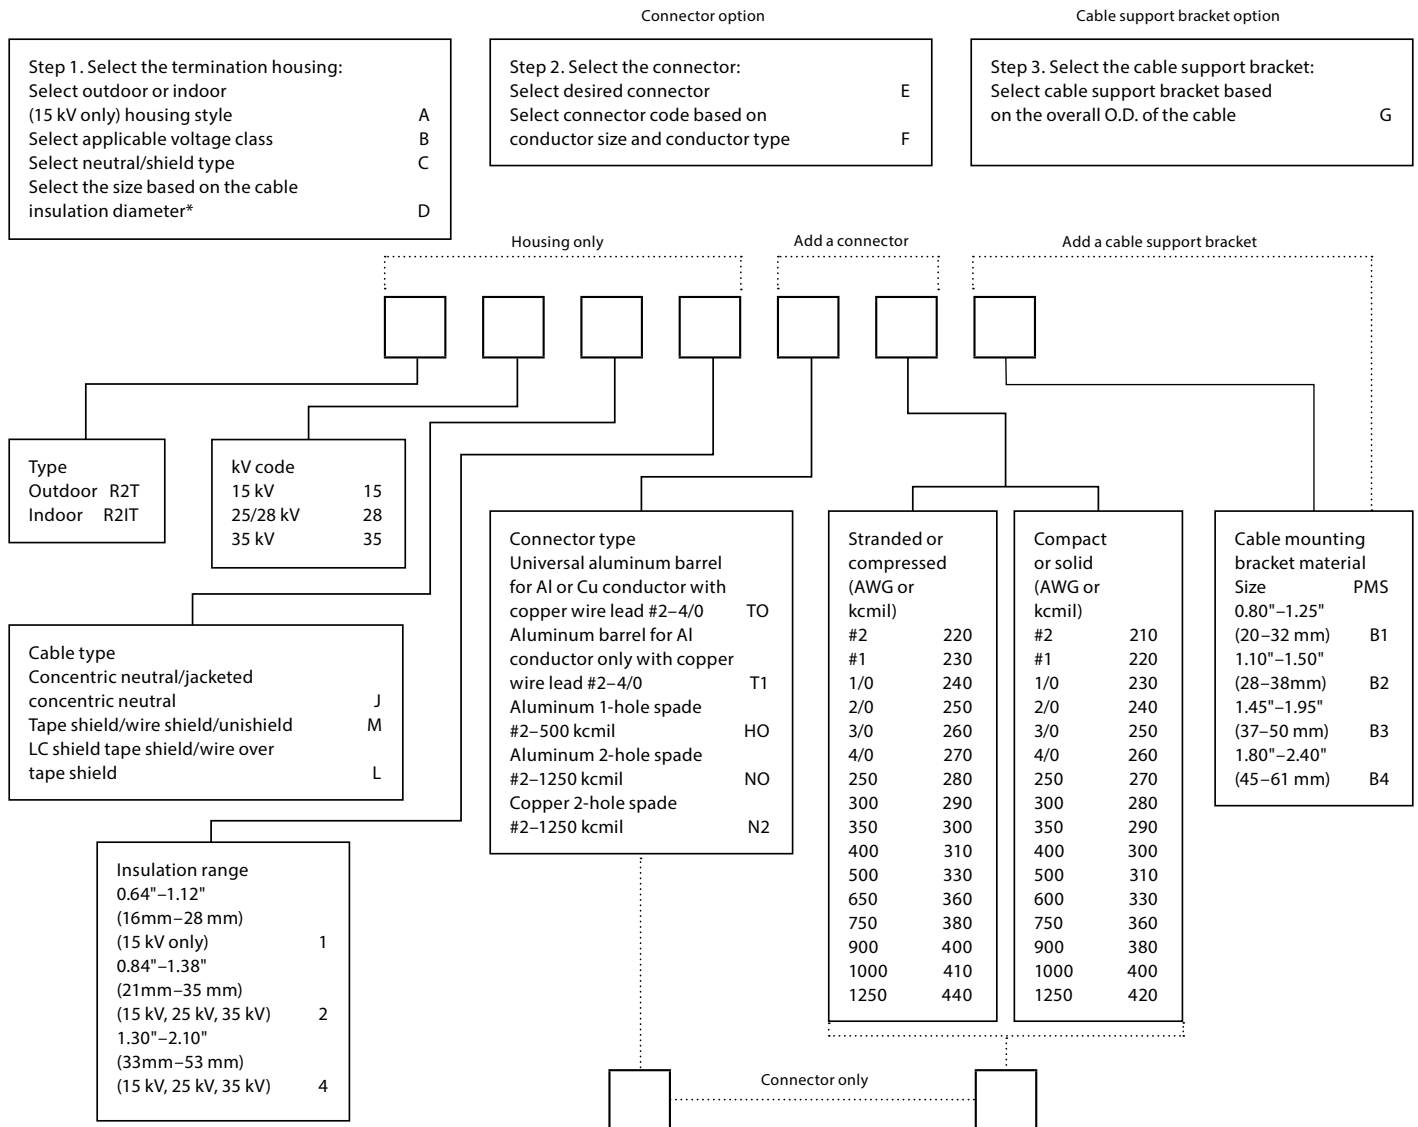 Connector option
Cable support bracket option
Step 1. Select the termination housing:
Select outdoor or indoor
(15 kV only) housing style A
Select applicable voltage class B
Select neutral/shield type C
Select the size based on the cable
insulation diameter* D
Step 2. Select the connector:
Select desired connector E
Select connector code based on
conductor size and conductor type F
Step 3. Select the cable support bracket:
Select cable support bracket based
on the overall O.D. of the cable G
Housing only
Add a connector
Add a cable support bracket
Type
Outdoor R2T
Indoor R2IT
kV code
15 kV 15
25/28 kV 28
35 kV 35
Cable type
Concentric neutral/jacketed
concentric neutral J
Tape shield/wire shield/unishield M
LC shield tape shield/wire over
tape shield L
Insulation range
0.64"–1.12"
(16mm–28 mm)
(15 kV only) 1
0.84"–1.38"
(21mm–35 mm)
(15 kV, 25 kV, 35 kV) 2
1.30"–2.10"
(33mm–53 mm)
(15 kV, 25 kV, 35 kV) 4
Connector type
Universal aluminum barrel
for Al or Cu conductor with
copper wire lead #2–4/0 TO
Aluminum barrel for Al
conductor only with copper
wire lead #2–4/0 T1
Aluminum 1-hole spade
#2–500 kcmil HO
Aluminum 2-hole spade
#2–1250 kcmil NO
Copper 2-hole spade
#2–1250 kcmil N2
Stranded or
compressed
(AWG or
kcmil)
#2 220
#1 230
1/0 240
2/0 250
3/0 260
4/0 270
250 280
300 290
350 300
400 310
500 330
650 360
750 380
900 400
1000 410
1250 440
Compact
or solid
(AWG or
kcmil)
#2 210
#1 220
1/0 230
2/0 240
3/0 250
4/0 260
250 270
300 280
350 290
400 300
500 310
600 330
750 360
900 380
1000 400
1250 420
Cable mounting
bracket material
Size PMS
0.80"–1.25"
(20–32 mm) B1
1.10"–1.50"
(28–38mm) B2
1.45"–1.95"
(37–50 mm) B3
1.80"–2.40"
(45–61 mm) B4
Connector only